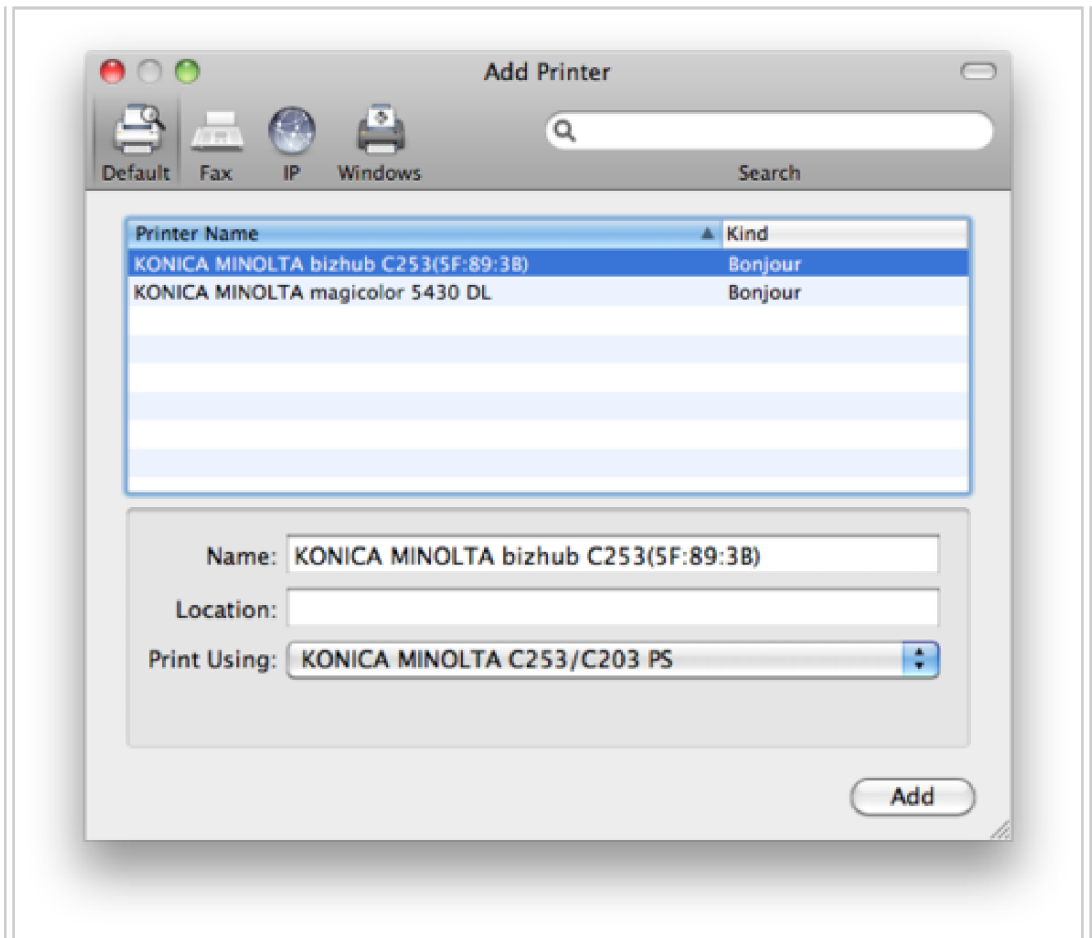 Add Printer
Default Fax IP Windows Search
Printer Name Kind
KONICA MINOLTA bizhub C253(5F:89:3B) Bonjour
KONICA MINOLTA magicolor 5430 DL Bonjour
Name: KONICA MINOLTA bizhub C253(5F:89:3B)
Location:
Print Using: KONICA MINOLTA C253/C203 PS
Add